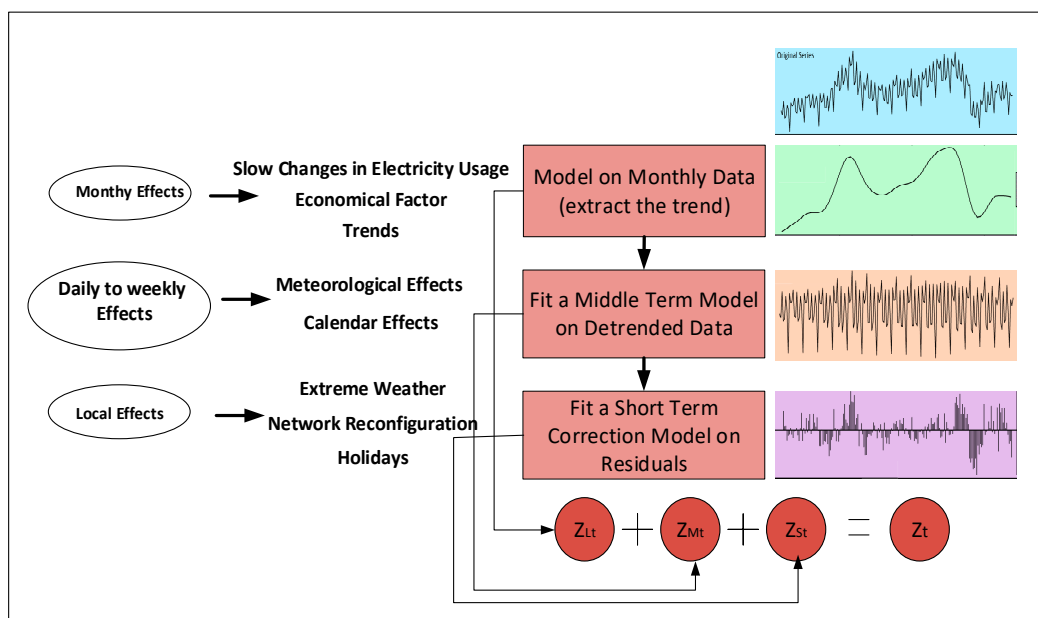 Original Series
Monthy Effects
Slow Changes in Electricity Usage
Economical Factor
Trends
Model on Monthly Data
(extract the trend)
Daily to weekly
Effects
Meteorological Effects
Calendar Effects
Fit a Middle Term Model
on Detrended Data
Local Effects
Extreme Weather
Network Reconfiguration
Holidays
Fit a Short Term
Correction Model on
Residuals
ZLt + ZMt + ZSt = Zt